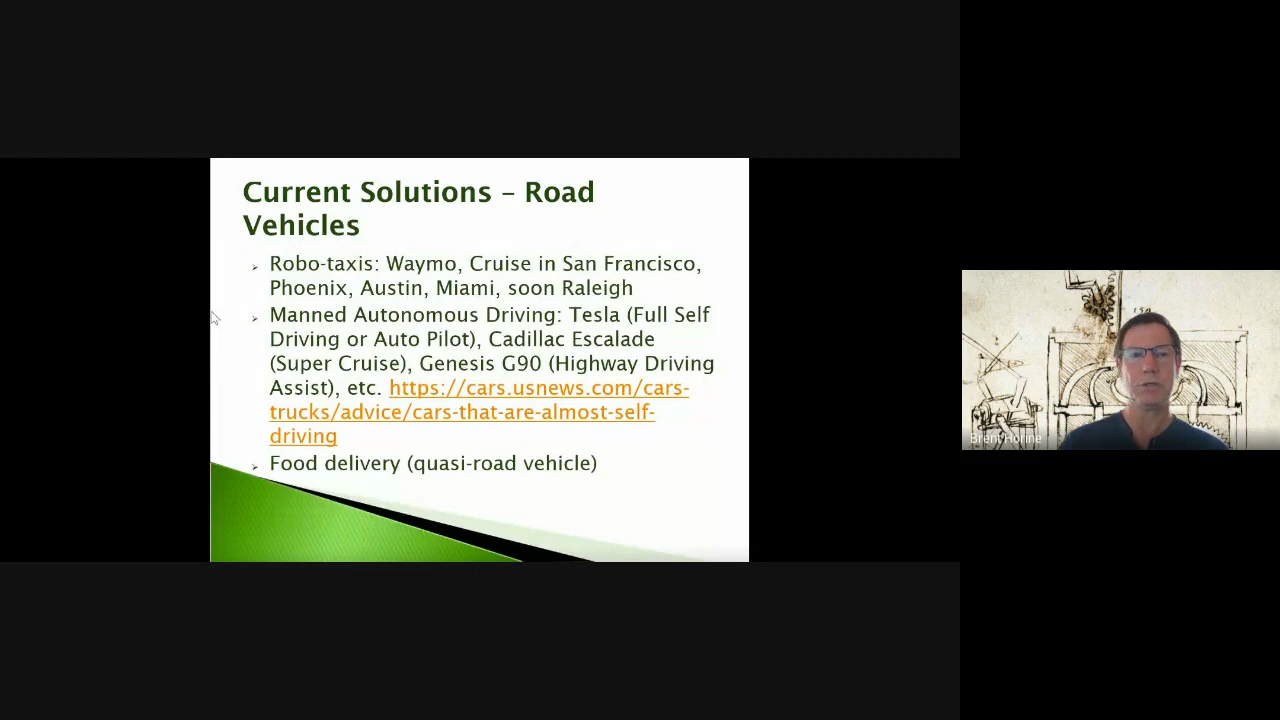 Current Solutions – Road
Vehicles
Robo-taxis: Waymo, Cruise in San Francisco,
Phoenix, Austin, Miami, soon Raleigh
Manned Autonomous Driving: Tesla (Full Self
Driving or Auto Pilot), Cadillac Escalade
(Super Cruise), Genesis G90 (Highway Driving
Assist), etc. https://cars.usnews.com/cars-
trucks/advice/cars-that-are-almost-self-
driving
Food delivery (quasi-road vehicle)
Brent Horine